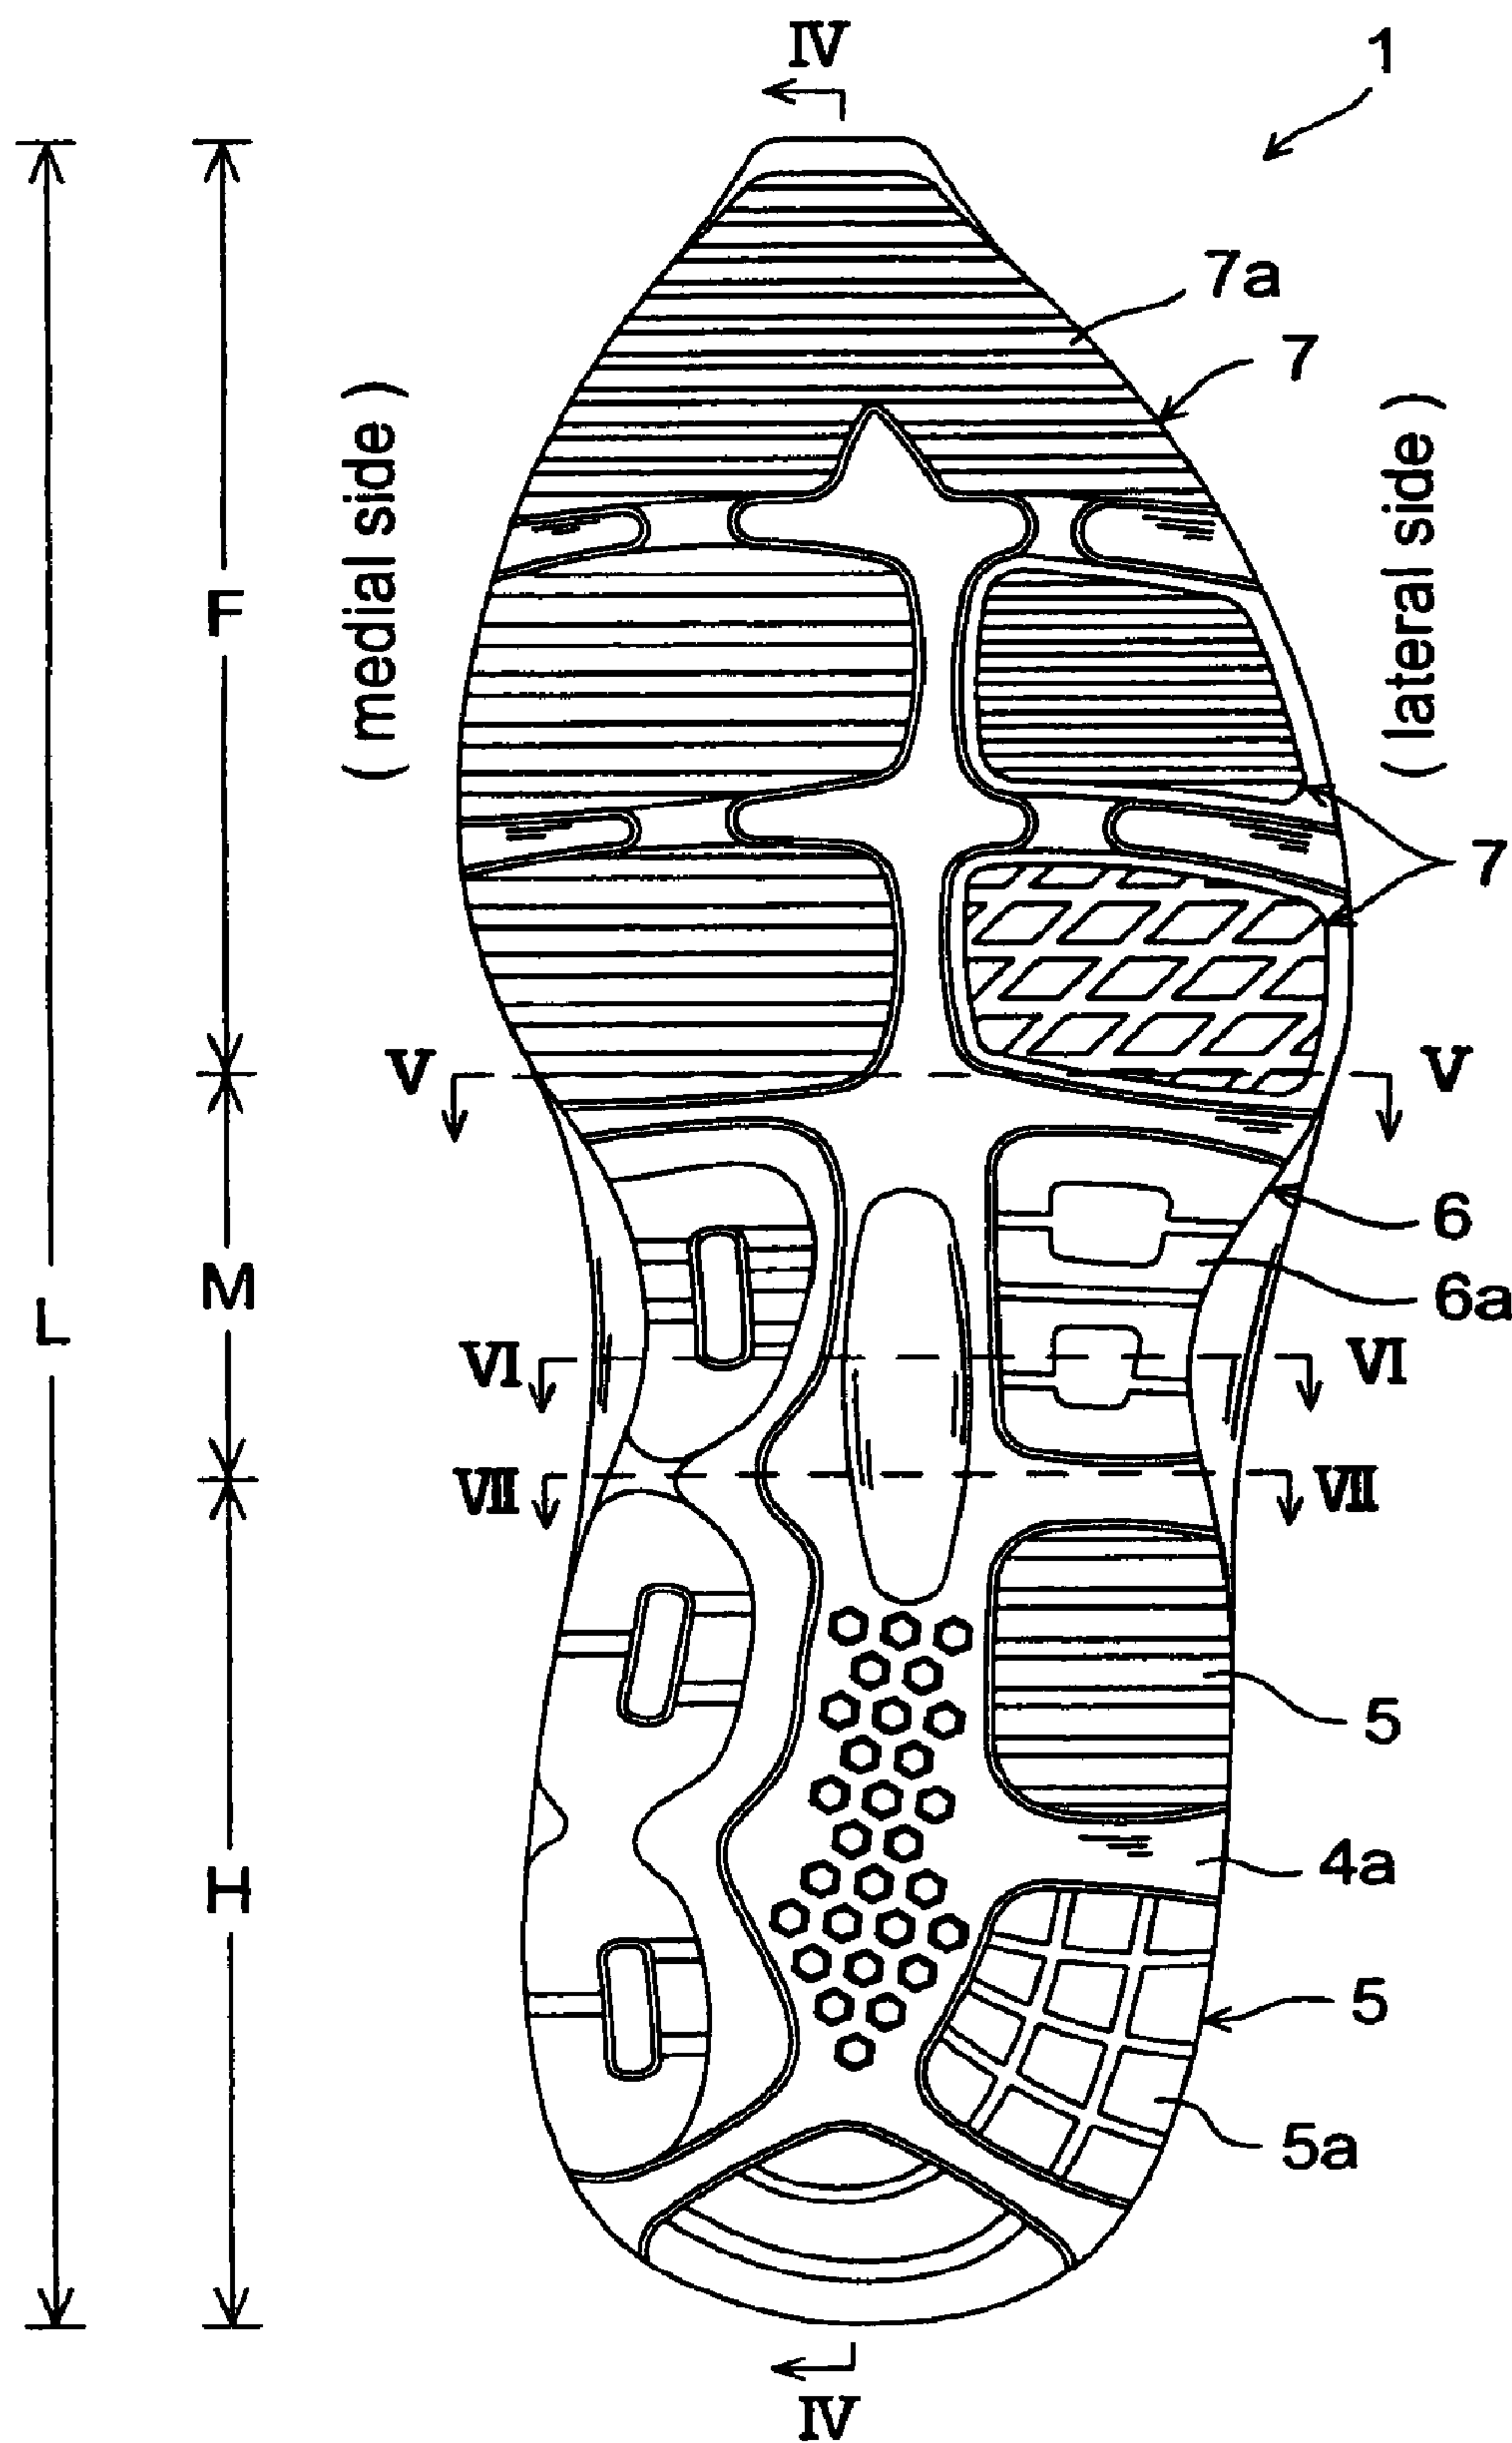 IV
1
7a
7
( medial side )
( lateral side )
F
7
V
V
6
M
6a
L
VI
VI
VII
VII
5
4a
H
5
5a
IV